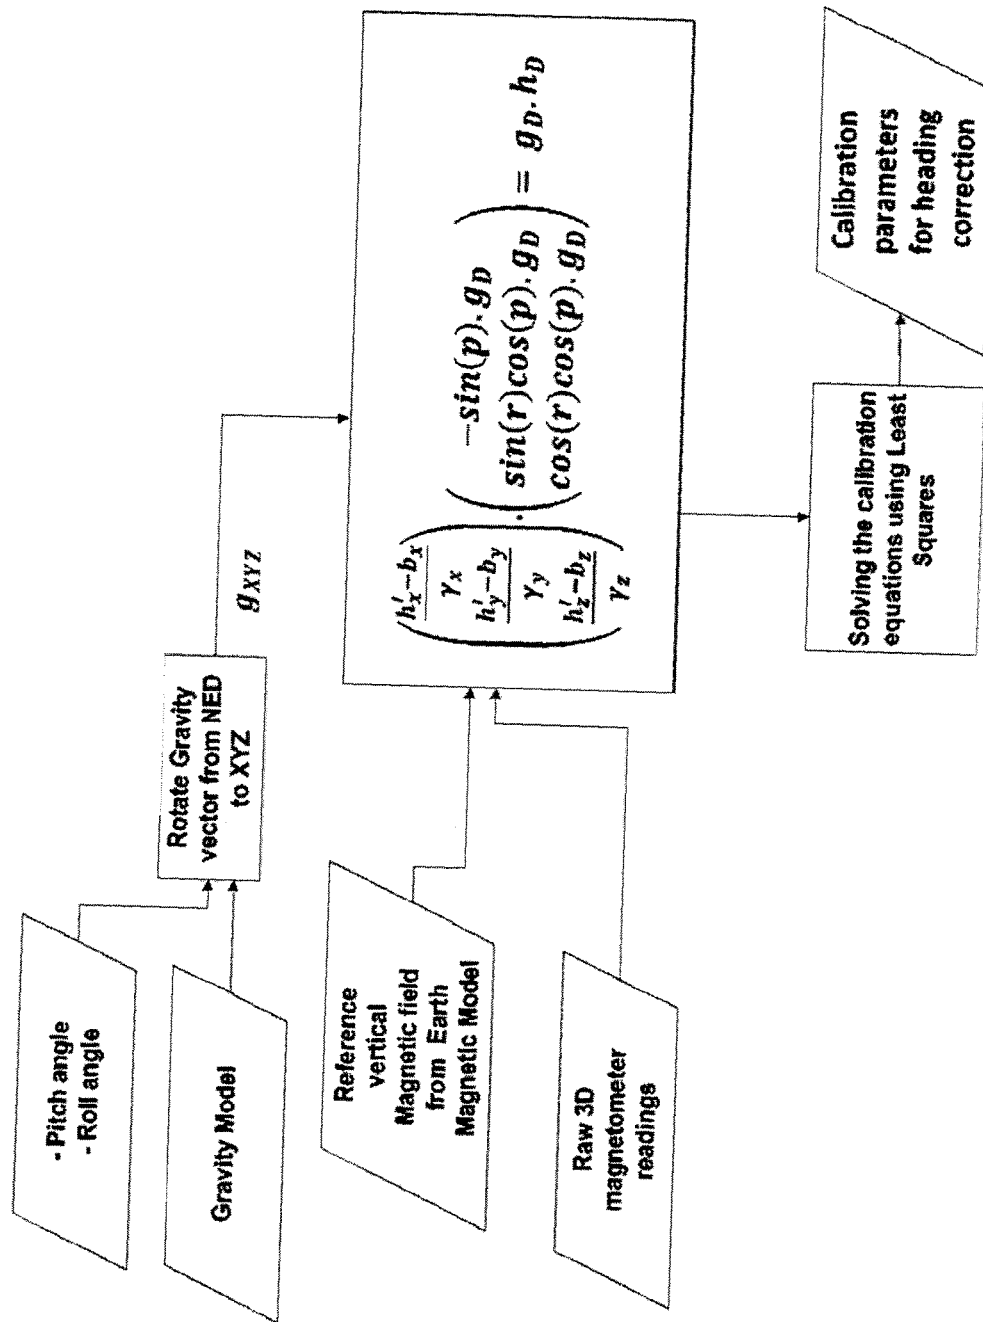 - Pitch angle
- Roll angle
Gravity Model
Rotate Gravity
vector from NED
to XYZ
g_XYZ
Reference
vertical
Magnetic field
from Earth
Magnetic Model
Raw 3D
magnetometer
readings
(h'_x−b_x / γ_x, h'_y−b_y / γ_y, h'_z−b_z / γ_z) . (−sin(p).g_D, sin(r)cos(p).g_D, cos(r)cos(p).g_D) = g_D.h_D
Solving the calibration
equations using Least
Squares
Calibration
parameters
for heading
correction